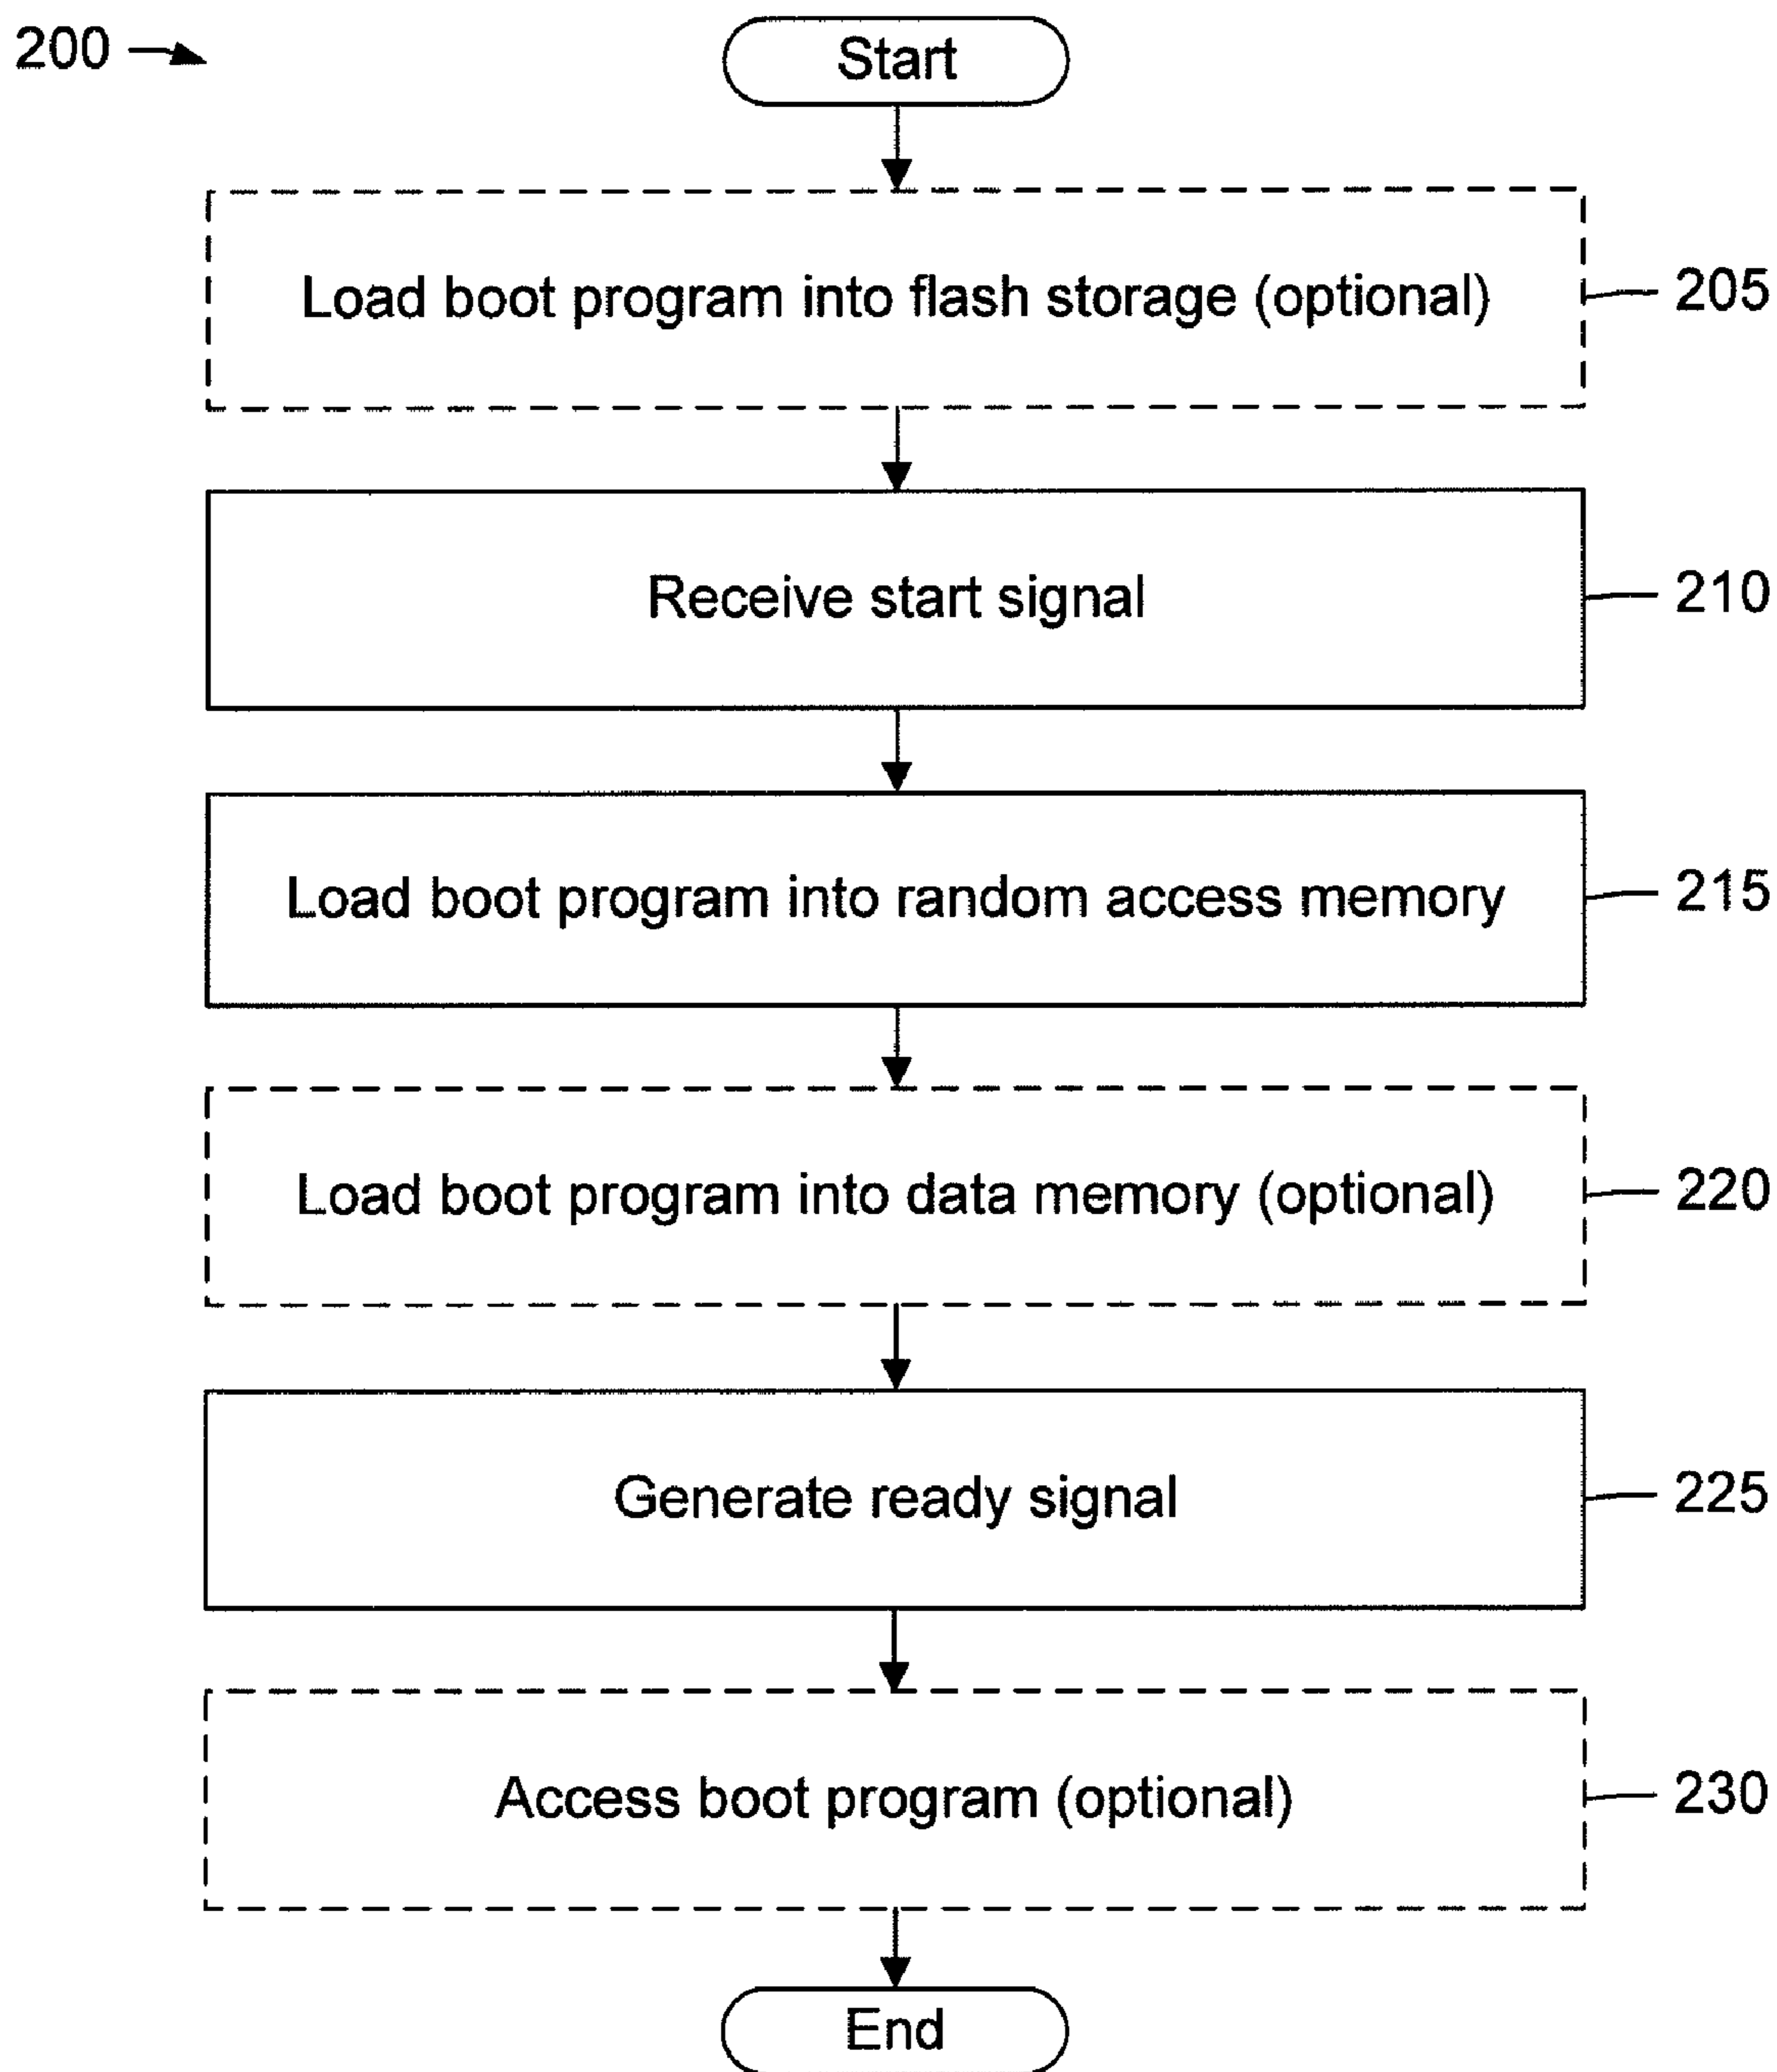 200
Start
Load boot program into flash storage (optional)
205
Receive start signal
210
Load boot program into random access memory
215
Load boot program into data memory (optional)
220
Generate ready signal
225
Access boot program (optional)
230
End